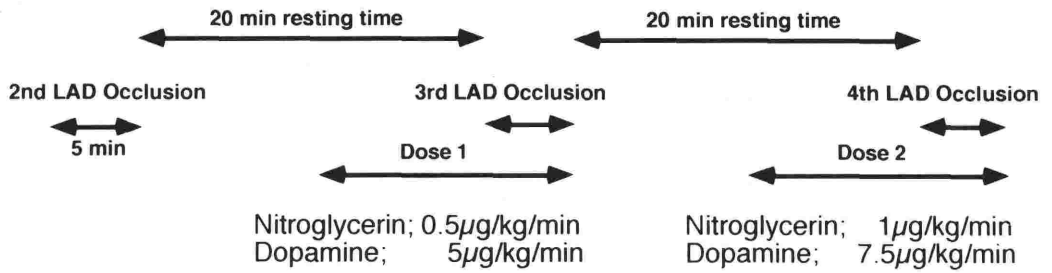 20 min resting time 20 min resting time
2nd LAD Occlusion 3rd LAD Occlusion 4th LAD Occlusion
5 min Dose 1 Dose 2
Nitroglycerin; 0.5µg/kg/min Nitroglycerin; 1µg/kg/min
Dopamine; 5µg/kg/min Dopamine; 7.5µg/kg/min